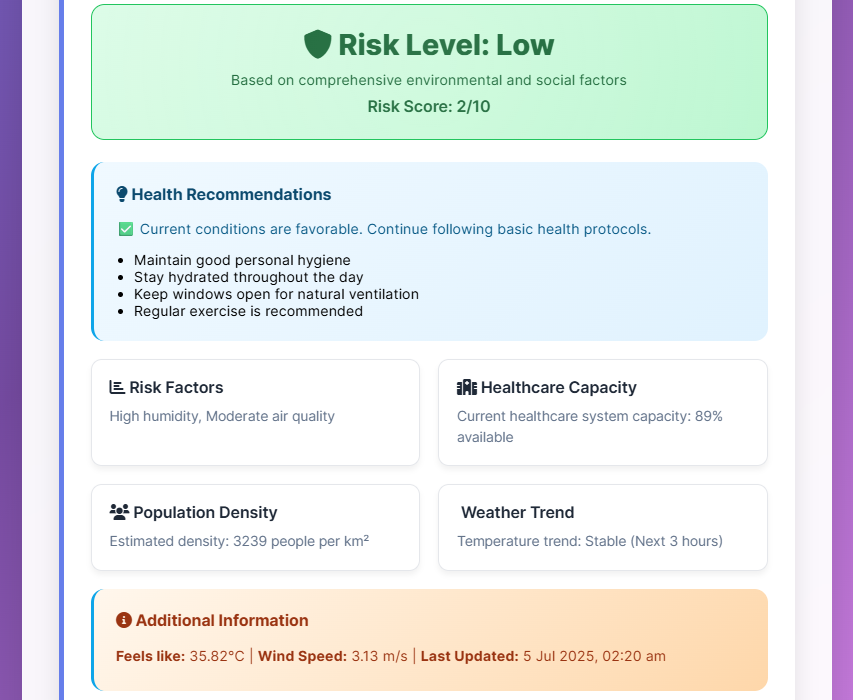 Risk Level: Low
Based on comprehensive environmental and social factors
Risk Score: 2/10
Health Recommendations
✅ Current conditions are favorable. Continue following basic health protocols.
• Maintain good personal hygiene
• Stay hydrated throughout the day
• Keep windows open for natural ventilation
• Regular exercise is recommended
Risk Factors
High humidity, Moderate air quality
Healthcare Capacity
Current healthcare system capacity: 89%
available
Population Density
Estimated density: 3239 people per km²
Weather Trend
Temperature trend: Stable (Next 3 hours)
Additional Information
Feels like: 35.82°C | Wind Speed: 3.13 m/s | Last Updated: 5 Jul 2025, 02:20 am